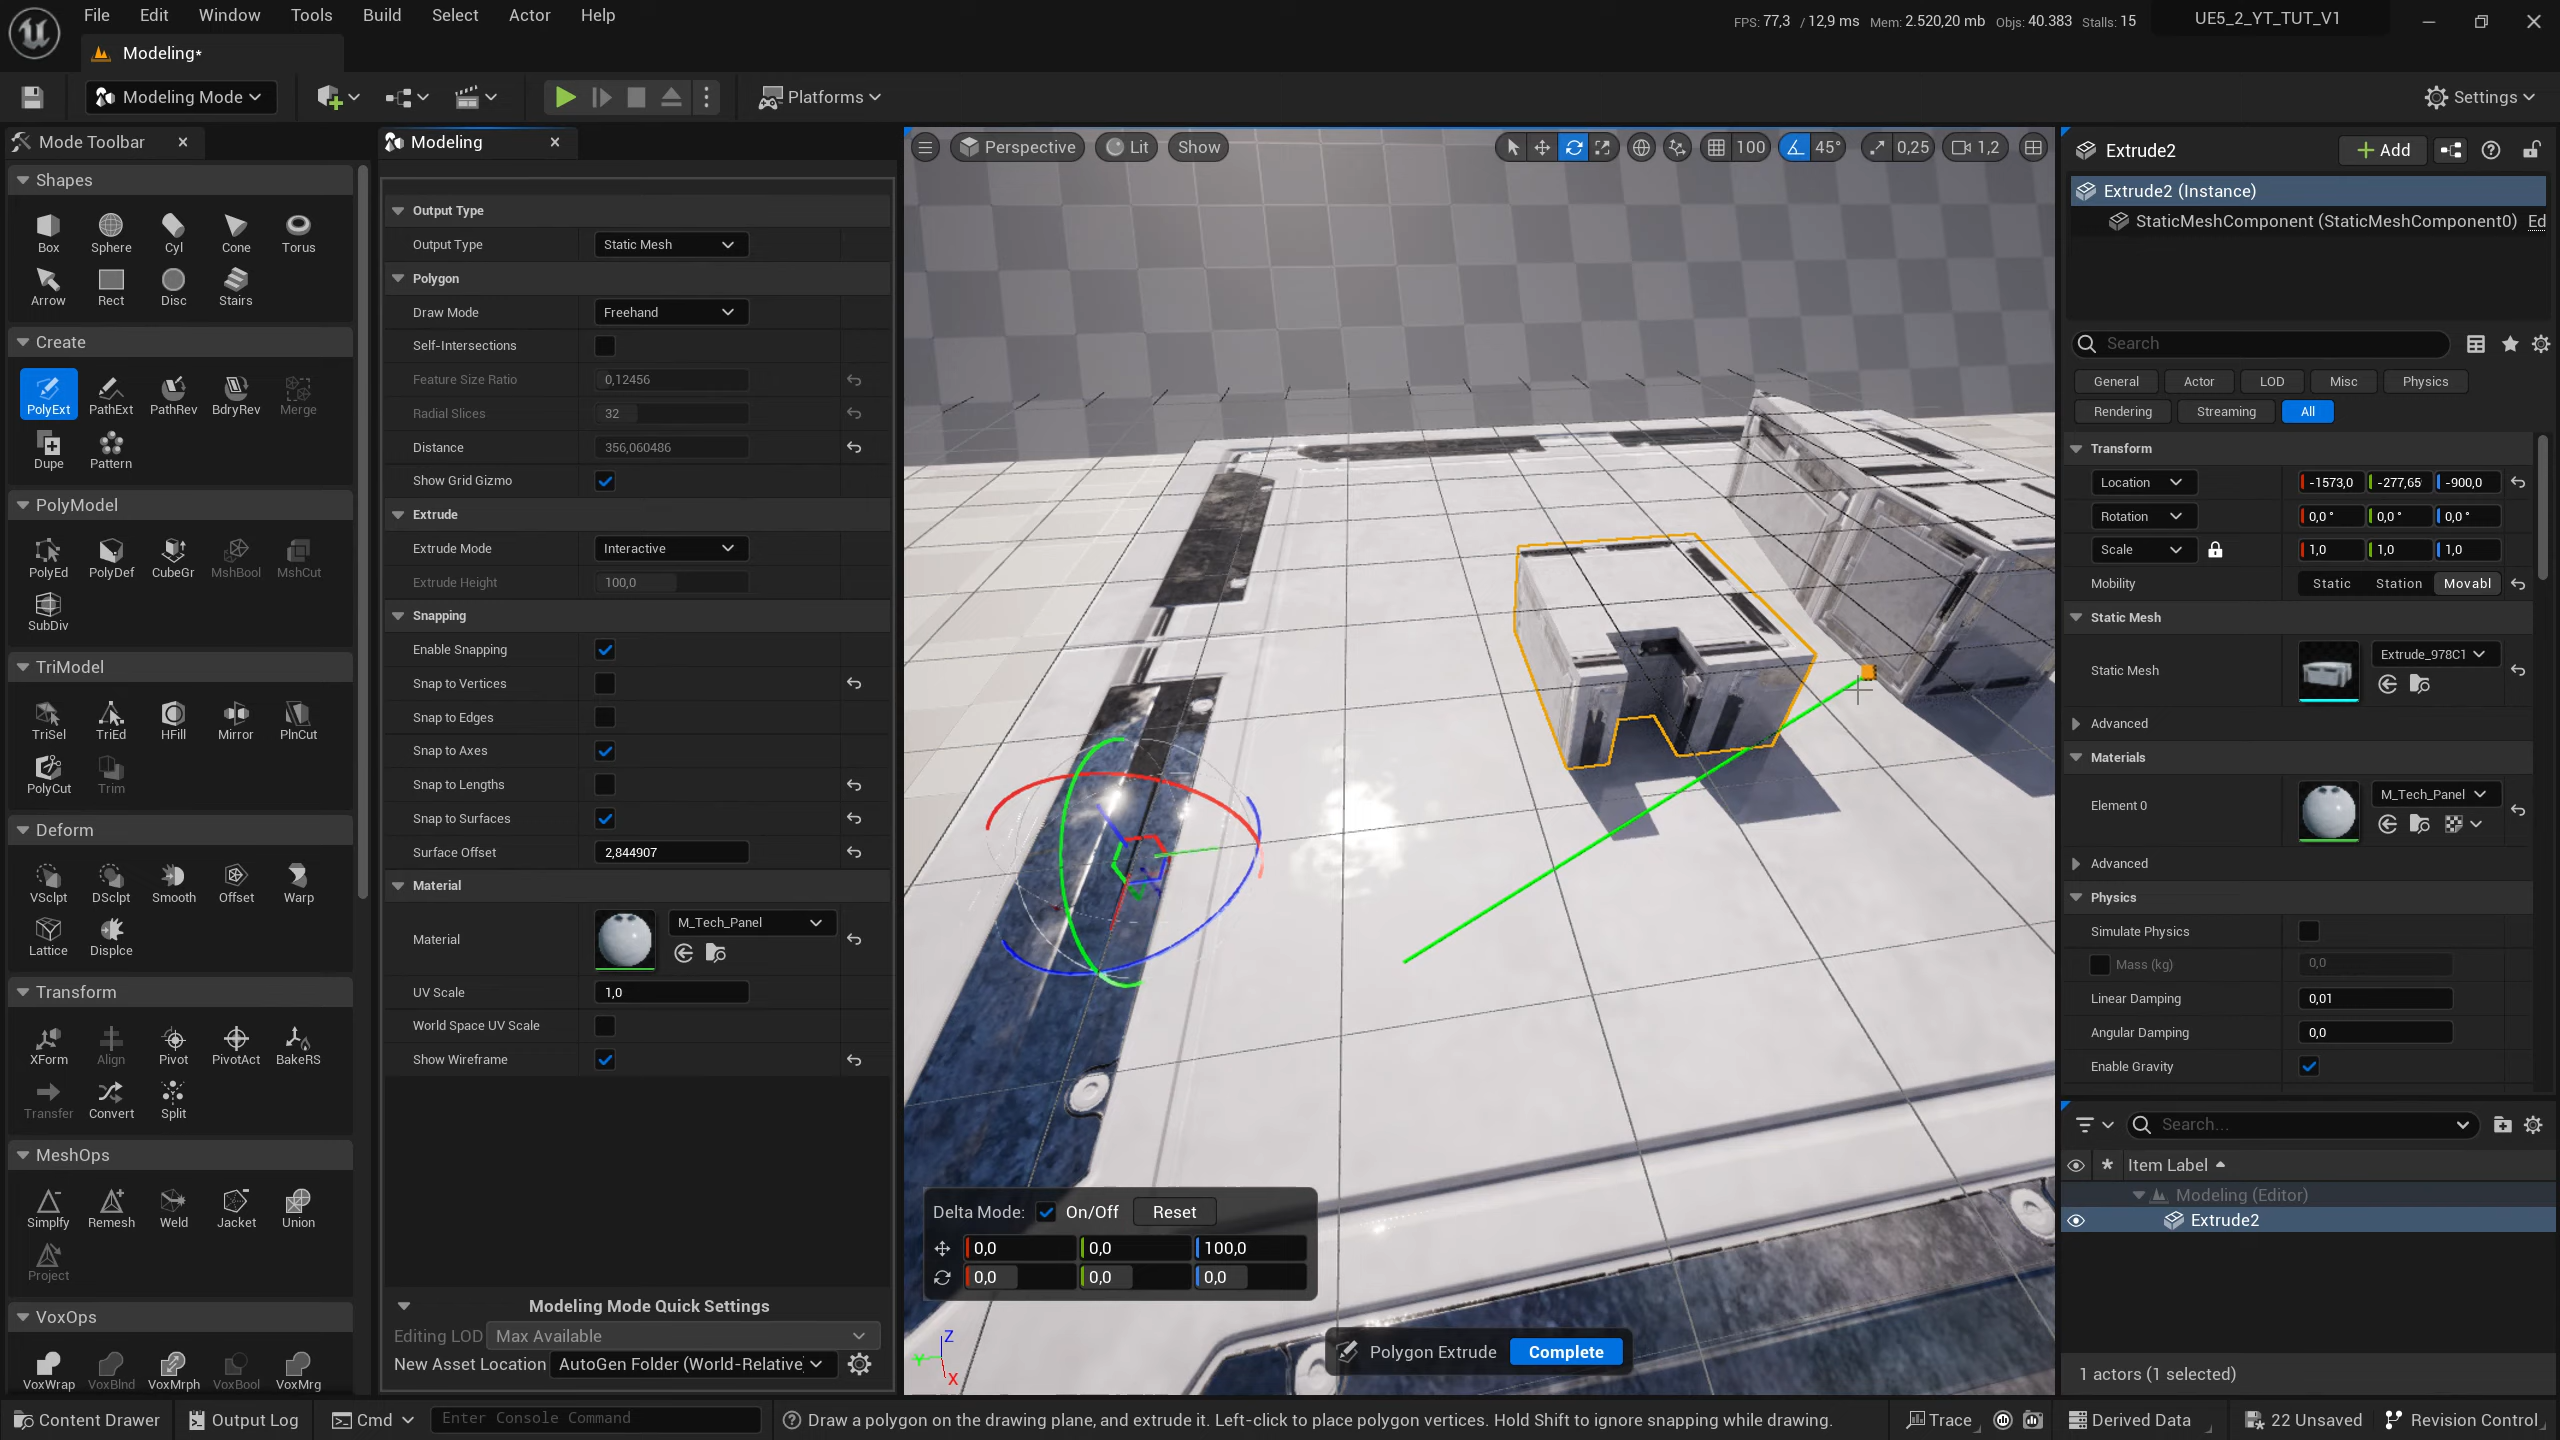 File Edit Window Tools Build Select Actor Help
FPS: 77,3 / 12,9 ms Mem: 2.520,20 mb Objs: 40.383 Stalls: 15 UE5_2_YT_TUT_V1
Modeling*
Modeling Mode
Platforms
Settings
Mode Toolbar
Shapes
Box Sphere Cyl Cone Torus
Arrow Rect Disc Stairs
Create
PolyExt PathExt PathRev BdryRev Merge
Dupe Pattern
PolyModel
PolyEd PolyDef CubeGr MshBool MshCut
SubDiv
TriModel
TriSel TriEd HFill Mirror PlnCut
PolyCut Trim
Deform
VSclpt DSclpt Smooth Offset Warp
Lattice Displce
Transform
XForm Align Pivot PivotAct BakeRS
Transfer Convert Split
MeshOps
Simplfy Remesh Weld Jacket Union
Project
VoxOps
VoxWrap VoxBlnd VoxMrph VoxBool VoxMrg
Modeling
Output Type
Output Type Static Mesh
Polygon
Draw Mode Freehand
Self-Intersections
Feature Size Ratio 0,12456
Radial Slices 32
Distance 356,060486
Show Grid Gizmo
Extrude
Extrude Mode Interactive
Extrude Height 100,0
Snapping
Enable Snapping
Snap to Vertices
Snap to Edges
Snap to Axes
Snap to Lengths
Snap to Surfaces
Surface Offset 2,844907
Material
Material M_Tech_Panel
UV Scale 1,0
World Space UV Scale
Show Wireframe
Modeling Mode Quick Settings
Editing LOD Max Available
New Asset Location AutoGen Folder (World-Relative)
Perspective Lit Show
100 45° 0,25 1,2
Delta Mode: On/Off Reset
0,0 0,0 100,0
0,0 0,0 0,0
Z
Y
X
Polygon Extrude Complete
Extrude2
Add
Extrude2 (Instance)
StaticMeshComponent (StaticMeshComponent0) Ed
Search
General Actor LOD Misc Physics
Rendering Streaming All
Transform
Location -1573,0 -277,65 -900,0
Rotation 0,0 ° 0,0 ° 0,0 °
Scale 1,0 1,0 1,0
Mobility Static Station Movabl
Static Mesh
Static Mesh Extrude_978C1
Advanced
Materials
Element 0 M_Tech_Panel
Advanced
Physics
Simulate Physics
Mass (kg) 0,0
Linear Damping 0,01
Angular Damping 0,0
Enable Gravity
Search...
Item Label
Modeling (Editor)
Extrude2
1 actors (1 selected)
Content Drawer Output Log Cmd Enter Console Command
Draw a polygon on the drawing plane, and extrude it. Left-click to place polygon vertices. Hold Shift to ignore snapping while drawing.
Trace Derived Data 22 Unsaved Revision Control